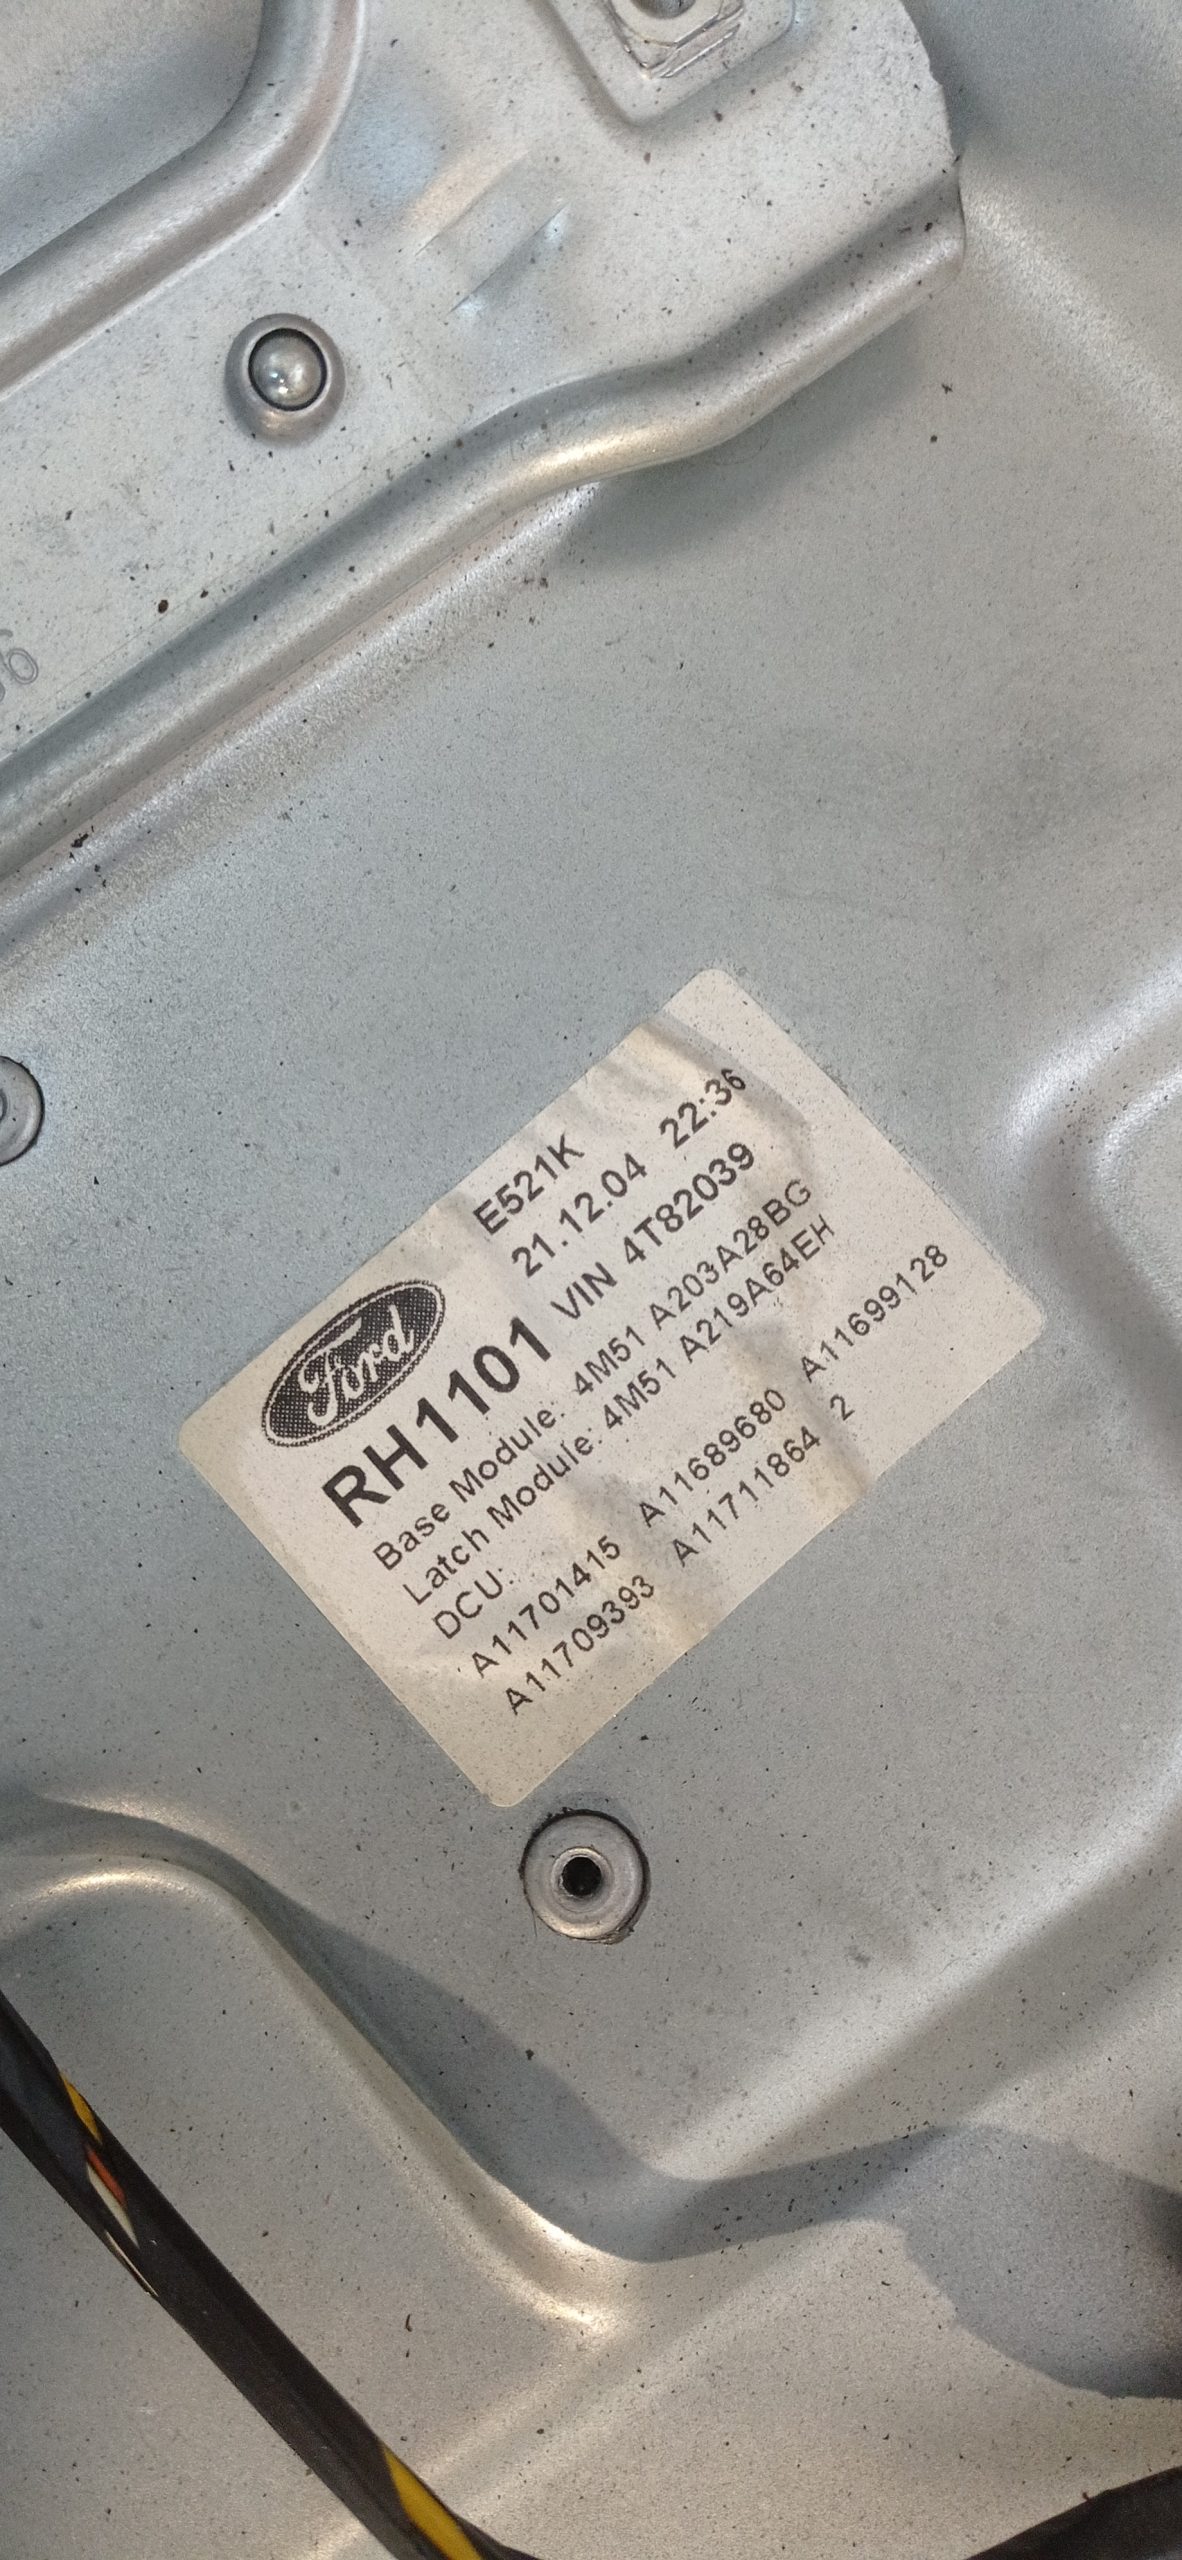 E521K
Ford
21.12.04 22:36
RH1101 VIN 4T82039
Base Module: 4M51 A203A28BG
Latch Module: 4M51 A219A64EH
DCU:
A11701415 A11689680 A11699128
A11709393 A11711864 2